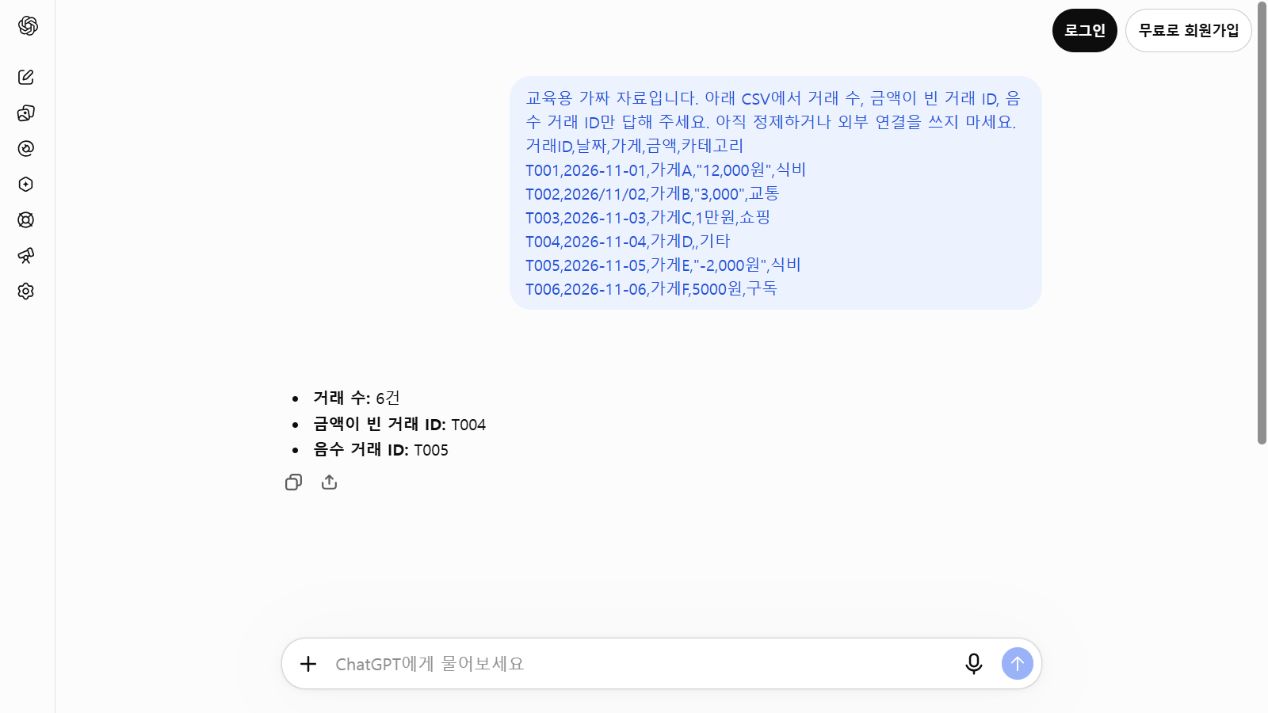 로그인
무료로 회원가입
교육용 가짜 자료입니다. 아래 CSV에서 거래 수, 금액이 빈 거래 ID, 음
수 거래 ID만 답해 주세요. 아직 정제하거나 외부 연결을 쓰지 마세요.
거래ID,날짜,가게,금액,카테고리
T001,2026-11-01,가게A,"12,000원",식비
T002,2026/11/02,가게B,"3,000",교통
T003,2026-11-03,가게C,1만원,쇼핑
T004,2026-11-04,가게D,,기타
T005,2026-11-05,가게E,"-2,000원",식비
T006,2026-11-06,가게F,5000원,구독
• 거래 수: 6건
• 금액이 빈 거래 ID: T004
• 음수 거래 ID: T005
ChatGPT에게 물어보세요